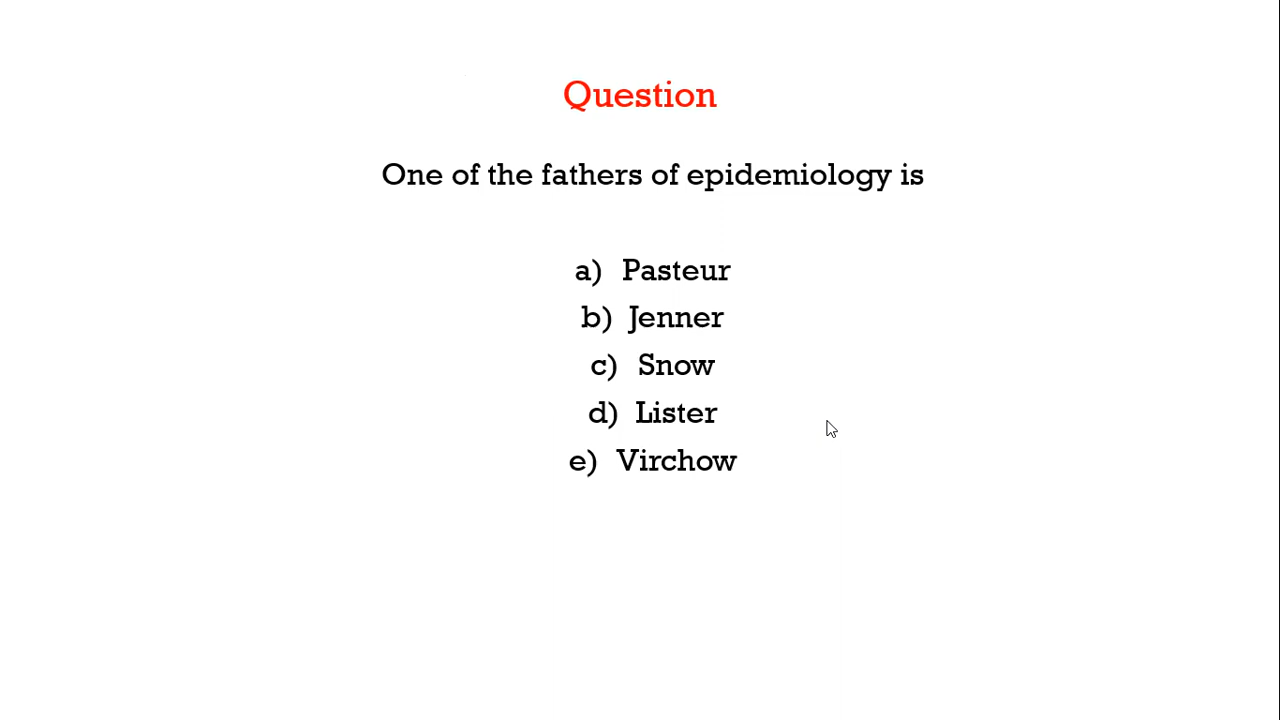 Question
One of the fathers of epidemiology is
a) Pasteur
b) Jenner
c) Snow
d) Lister
e) Virchow